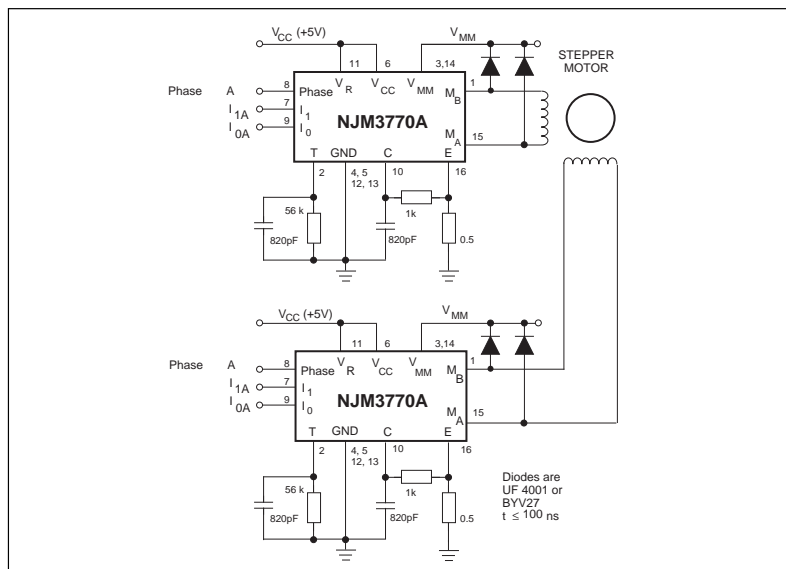 VCC (+5V)
VMM
STEPPER
MOTOR
11
6
3,14
Phase A
8
Phase
VR
VCC
VMM
1
MB
I1A
7
I1
I0A
9
I0
NJM3770A
MA
15
T
GND
C
E
2
4, 5
12, 13
10
16
56 k
1k
820pF
820pF
0.5
VCC (+5V)
VMM
11
6
3,14
Phase A
8
Phase
VR
VCC
VMM
1
MB
I1A
7
I1
I0A
9
I0
NJM3770A
MA
15
T
GND
C
E
2
4, 5
12, 13
10
16
56 k
1k
820pF
820pF
0.5
Diodes are
UF 4001 or
BYV27
t ≤ 100 ns